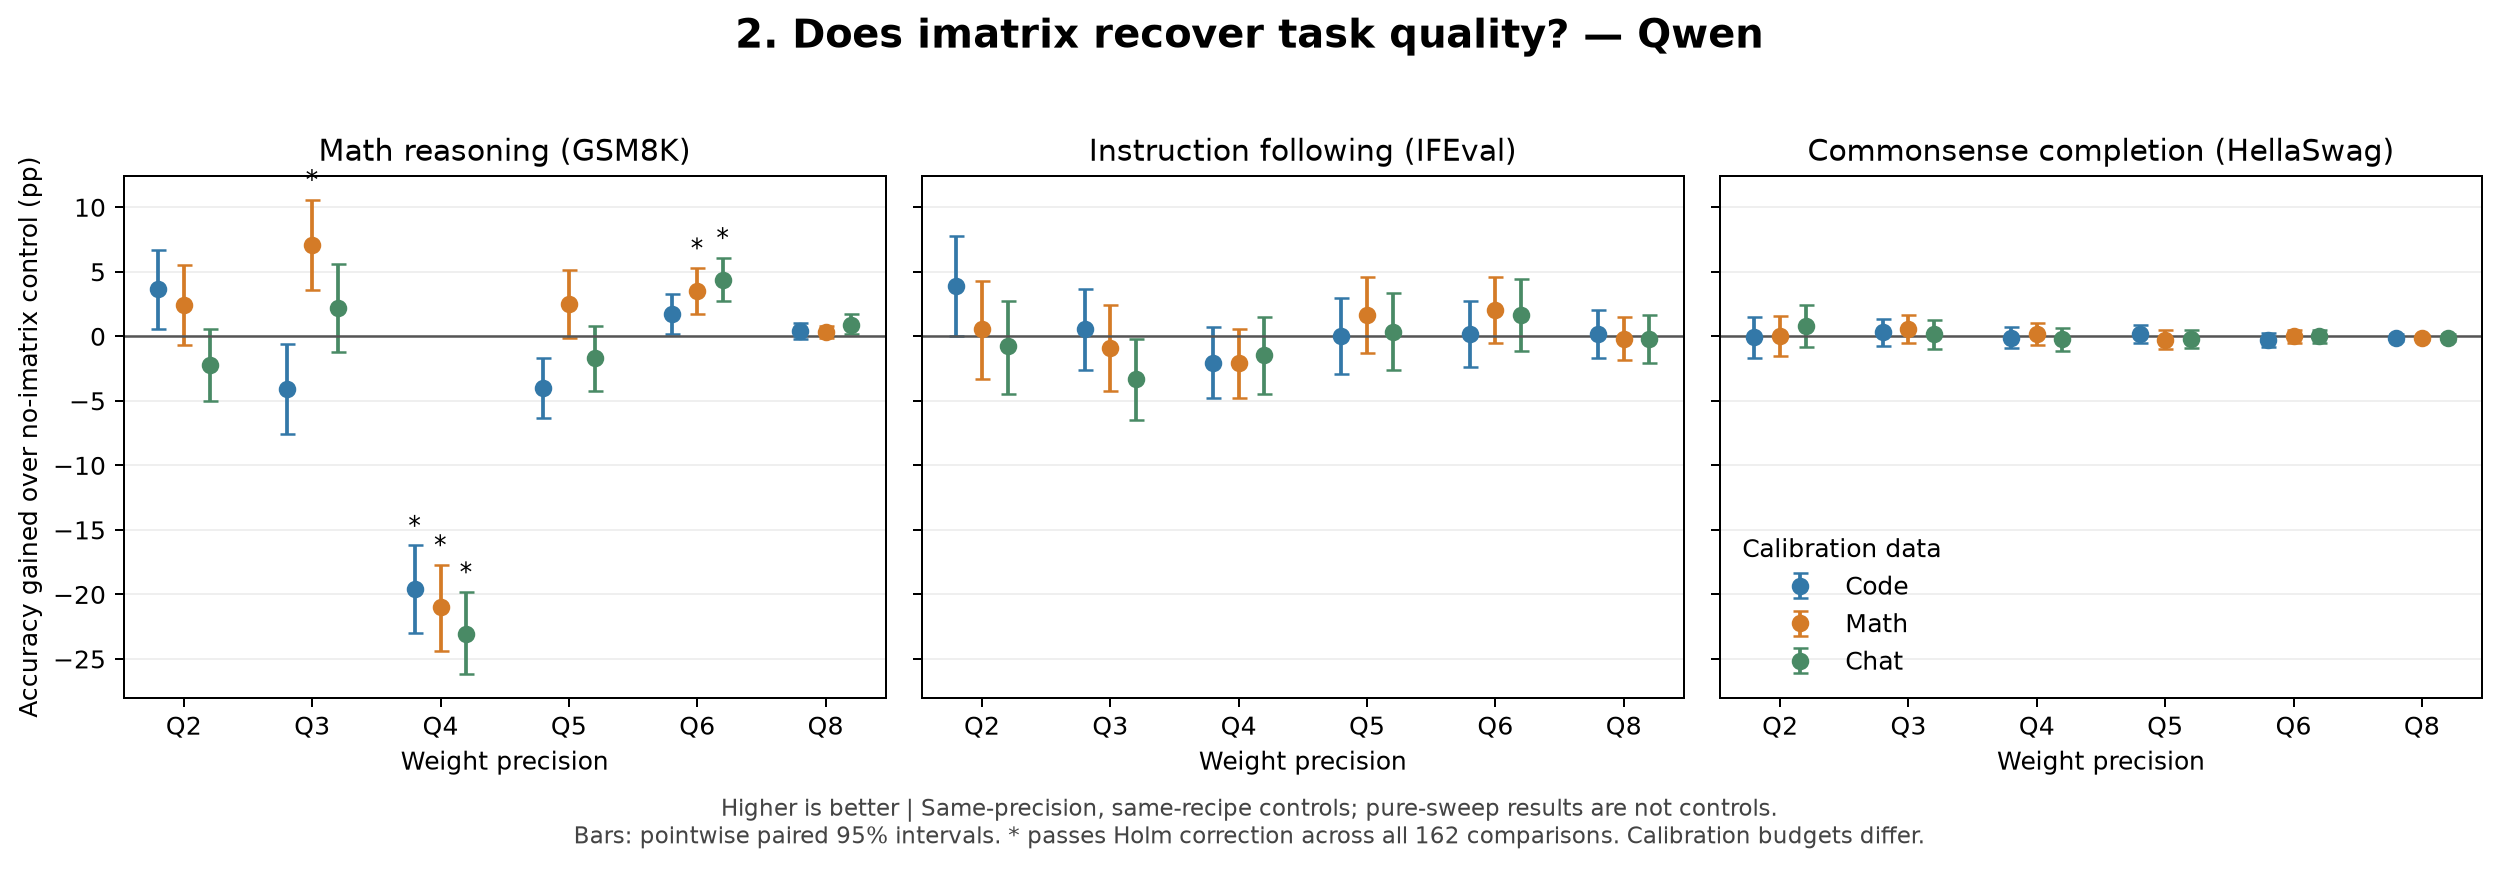 2. Does imatrix recover task quality? — Qwen
Math reasoning (GSM8K)
Instruction following (IFEval)
Commonsense completion (HellaSwag)
Accuracy gained over no-imatrix control (pp)
10
5
0
−5
−10
−15
−20
−25
*
*
*
*
*
*
Calibration data
Code
Math
Chat
Q2 Q3 Q4 Q5 Q6 Q8
Q2 Q3 Q4 Q5 Q6 Q8
Q2 Q3 Q4 Q5 Q6 Q8
Weight precision
Weight precision
Weight precision
Higher is better | Same-precision, same-recipe controls; pure-sweep results are not controls.
Bars: pointwise paired 95% intervals. * passes Holm correction across all 162 comparisons. Calibration budgets differ.